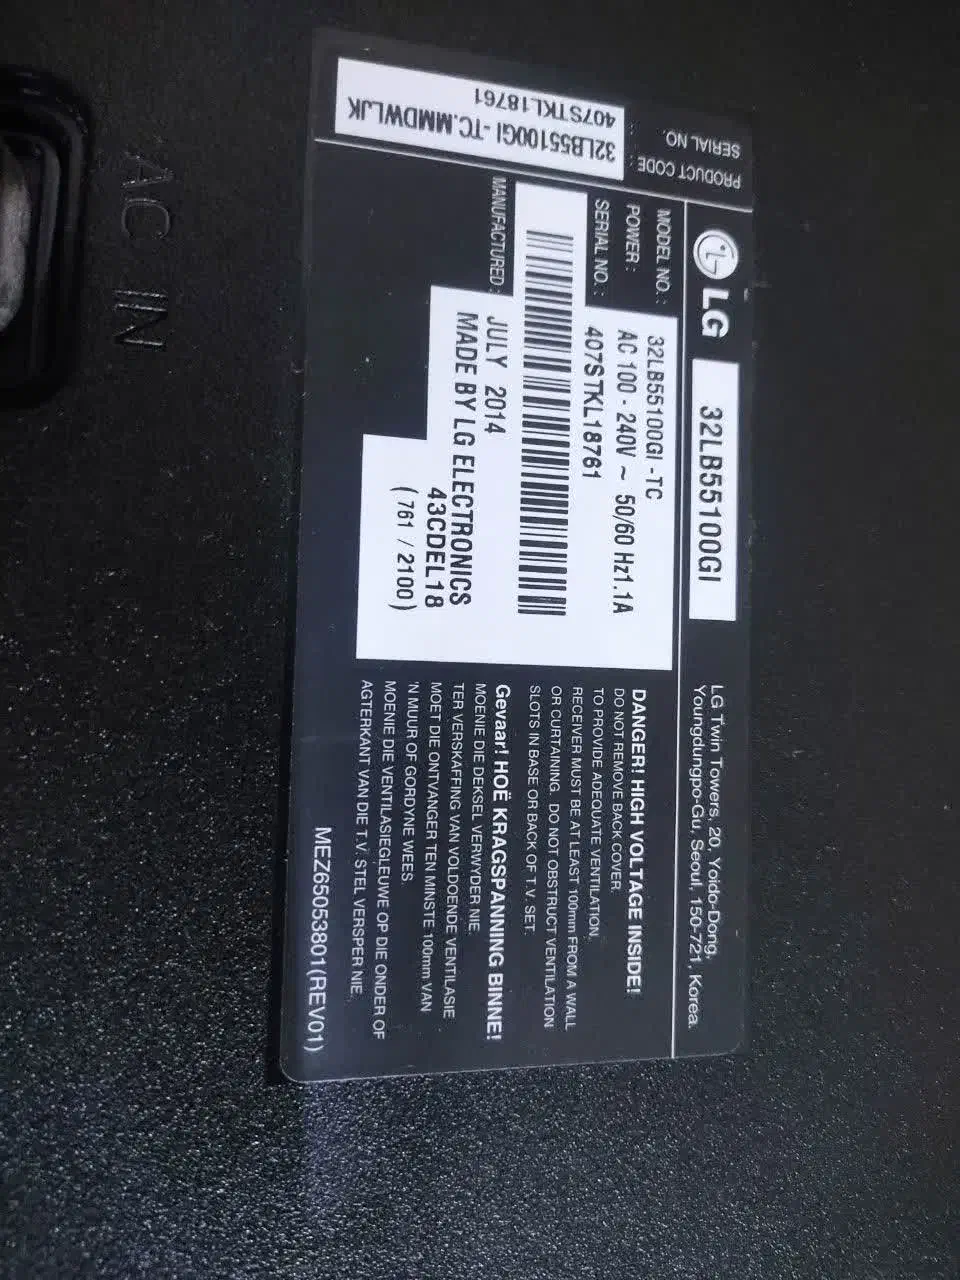 AC IN
PRODUCT CODE : 32LB55100GI -TC.MMDWLJK
SERIAL NO. : 407STKL18761
LG 32LB55100GI
LG Twin Towers, 20, Yoido-Dong,
Youngdungpo-Gu, Seoul, 150-721, Korea.
MODEL NO. : 32LB55100GI -TC
POWER : AC 100 - 240V ~ 50/60 Hz1.1A
SERIAL NO. : 407STKL18761
MANUFACTURED : JULY 2014
MADE BY LG ELECTRONICS
43CDEL18
( 761 / 2100)
DANGER! HIGH VOLTAGE INSIDE!
DO NOT REMOVE BACK COVER.
TO PROVIDE ADEQUATE VENTILATION,
RECEIVER MUST BE AT LEAST 100mm FROM A WALL
OR CURTAINING. DO NOT OBSTRUCT VENTILATION
SLOTS IN BASE OR BACK OF T.V. SET.
Gevaar! HOË KRAGSPANNING BINNE!
MOENIE DIE DEKSEL VERWYDER NIE.
TER VERSKAFFING VAN VOLDOENDE VENTILASIE
MOET DIE ONTVANGER TEN MINSTE 100mm VAN
'N MUUR OF GORDYNE WEES.
MOENIE DIE VENTILASIEGLEUWE OP DIE ONDER OF
AGTERKANT VAN DIE T.V. STEL VERSPER NIE.
MEZ65053801(REV01)